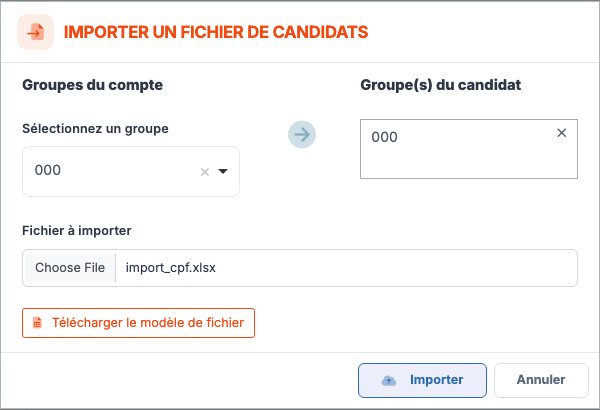 IMPORTER UN FICHIER DE CANDIDATS
Groupes du compte
Groupe(s) du candidat
Sélectionnez un groupe
000
000
Fichier à importer
Choose File import_cpf.xlsx
Télécharger le modèle de fichier
Importer
Annuler